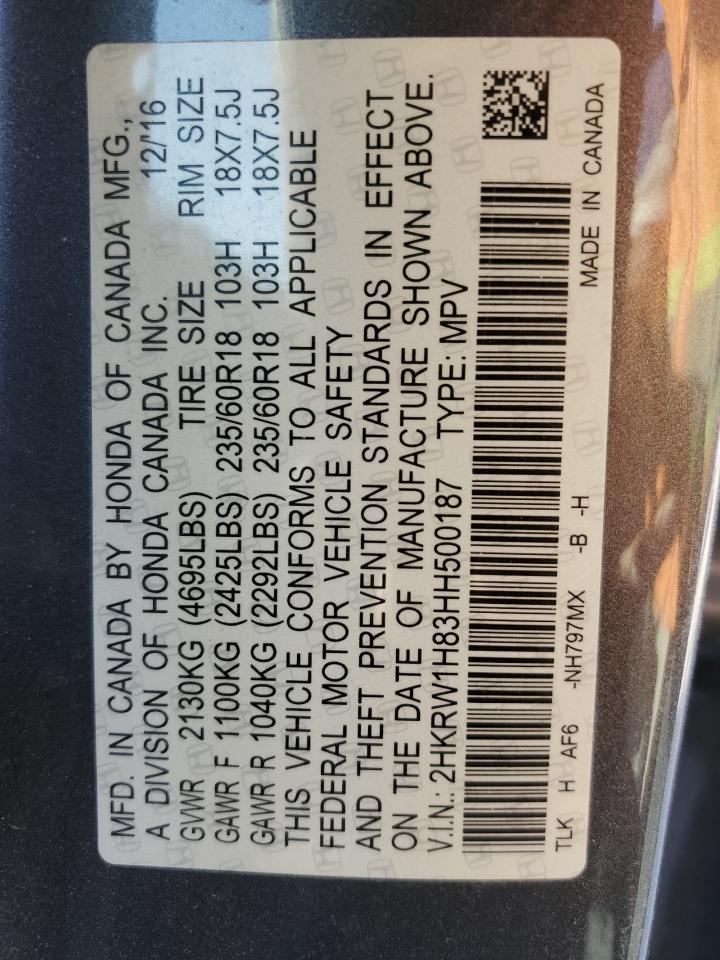 MFD. IN CANADA BY HONDA OF CANADA MFG.,
A DIVISION OF HONDA CANADA INC. 12/'16
GVWR 2130KG (4695LBS) TIRE SIZE RIM SIZE
GAWR F 1100KG (2425LBS) 235/60R18 103H 18X7.5J
GAWR R 1040KG (2292LBS) 235/60R18 103H 18X7.5J
THIS VEHICLE CONFORMS TO ALL APPLICABLE
FEDERAL MOTOR VEHICLE SAFETY
AND THEFT PREVENTION STANDARDS IN EFFECT
ON THE DATE OF MANUFACTURE SHOWN ABOVE.
V.I.N.: 2HKRW1H83HH500187 TYPE: MPV
TLK H AF6 -NH797MX -B -H MADE IN CANADA